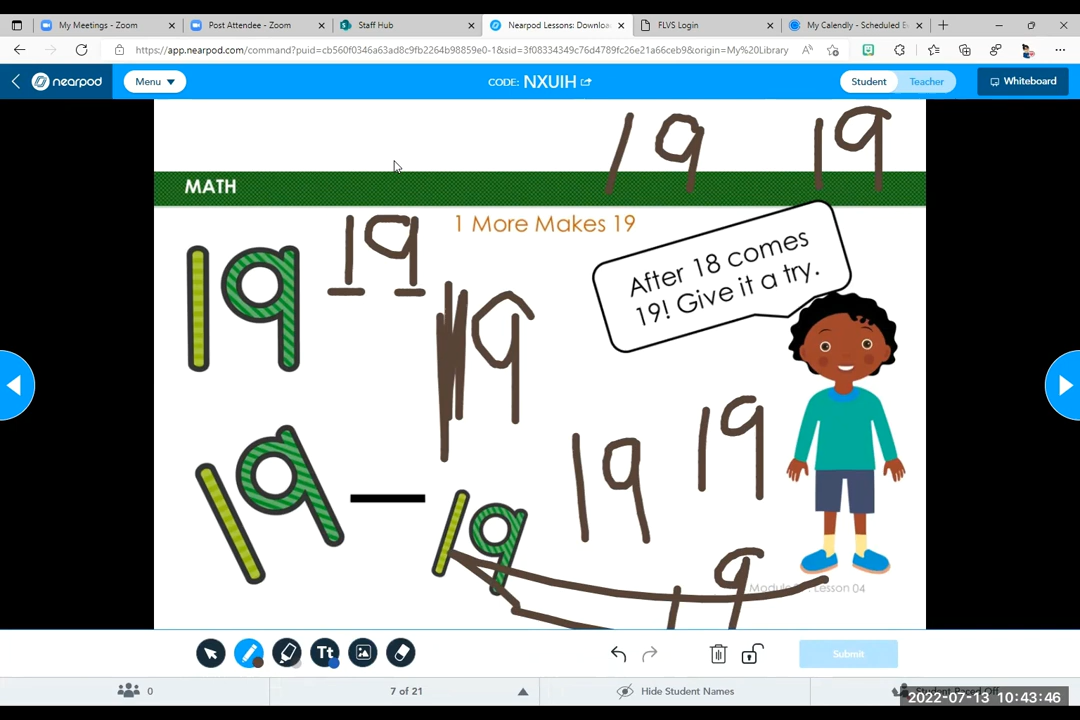 My Meetings - Zoom
Post Attendee - Zoom
Staff Hub
Nearpod Lessons: Downloa
FLVS Login
My Calendly - Scheduled E
https://app.nearpod.com/command?puid=cb560f0346a63ad8c9fb2264b98859e0-1&sid=3f08334349c76d4789fc26e21a66ceb9&origin=My%20Library
nearpod
Menu
CODE: NXUIH
Student
Teacher
Whiteboard
19 19
MATH
1 More Makes 19
19 19
After 18 comes
19! Give it a try.
19
19
19
19
19
19
Lesson 04
Tt
Submit
0
7 of 21
Hide Student Names
2022-07-13 10:43:46